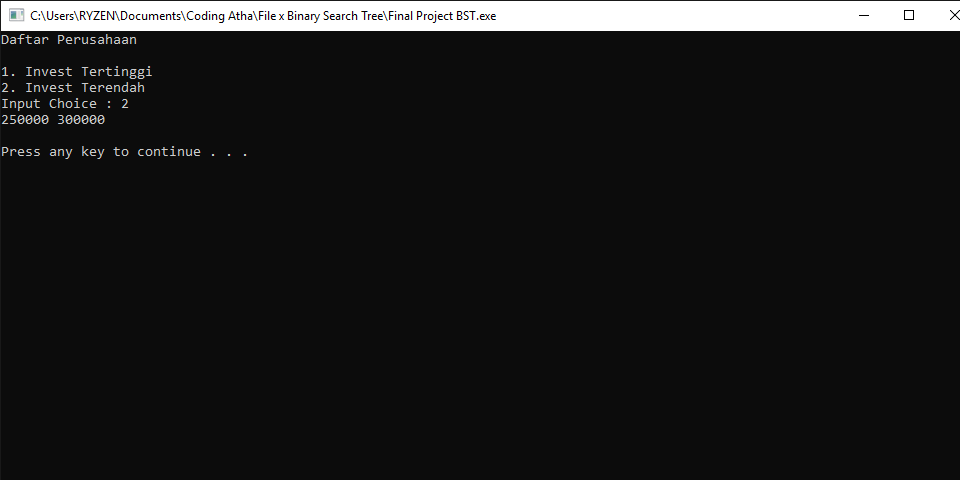 C:\Users\RYZEN\Documents\Coding Atha\File x Binary Search Tree\Final Project BST.exe
Daftar Perusahaan
1. Invest Tertinggi
2. Invest Terendah
Input Choice : 2
250000 300000
Press any key to continue . . .